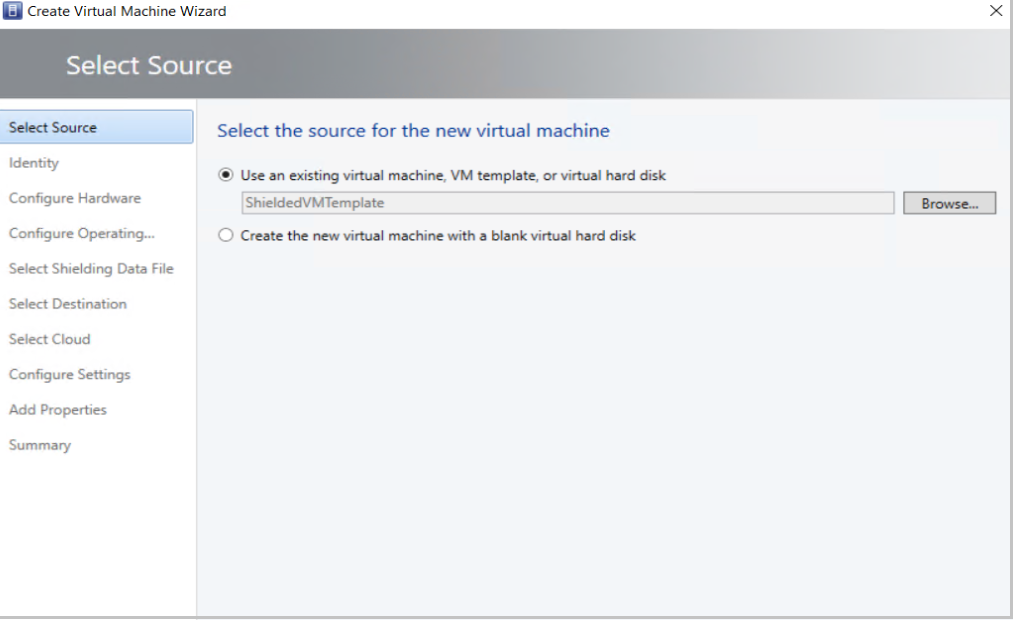 Create Virtual Machine Wizard
Select Source
Select Source
Identity
Configure Hardware
Configure Operating...
Select Shielding Data File
Select Destination
Select Cloud
Configure Settings
Add Properties
Summary
Select the source for the new virtual machine
Use an existing virtual machine, VM template, or virtual hard disk
ShieldedVMTemplate
Browse...
Create the new virtual machine with a blank virtual hard disk